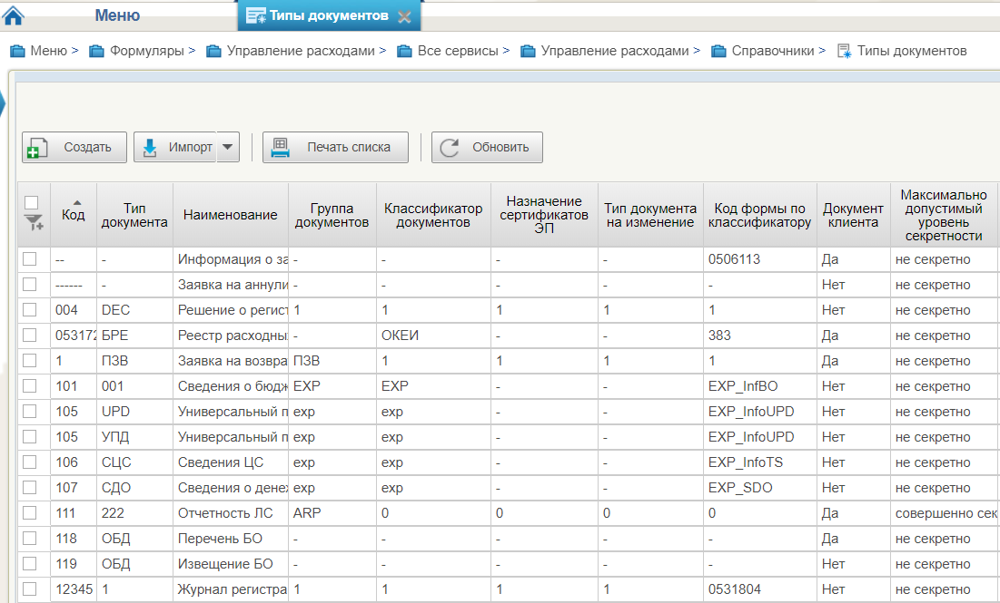 Меню Типы документов
Меню > Формуляры > Управление расходами > Все сервисы > Управление расходами > Справочники > Типы документов
Создать Импорт Печать списка Обновить
Код Тип документа Наименование Группа документов Классификатор документов Назначение сертификатов ЭП Тип документа на изменение Код формы по классификатору Документ клиента Максимально допустимый уровень секретности
-- - Информация о за - - - - 0506113 Да не секретно
------ - Заявка на аннули - - - - - Нет не секретно
004 DEC Решение о регист 1 1 1 1 1 Нет не секретно
053172 БРЕ Реестр расходны - ОКЕИ - - 383 Да не секретно
1 ПЗВ Заявка на возвра ПЗВ 1 1 1 1 Да не секретно
101 001 Сведения о бюдж EXP EXP - - EXP_InfBO Нет не секретно
105 UPD Универсальный п exp exp - - EXP_InfoUPD Нет не секретно
105 УПД Универсальный п exp exp - - EXP_InfoUPD Нет не секретно
106 СЦС Сведения ЦС exp exp - - EXP_InfoTS Нет не секретно
107 СДО Сведения о денеж exp exp - - EXP_SDO Нет не секретно
111 222 Отчетность ЛС ARP 0 0 0 0 Да совершенно сек
118 ОБД Перечень БО - - - - - Да не секретно
119 ОБД Извещение БО - - - - - Нет не секретно
12345 1 Журнал регистра 1 1 1 1 0531804 Нет не секретно